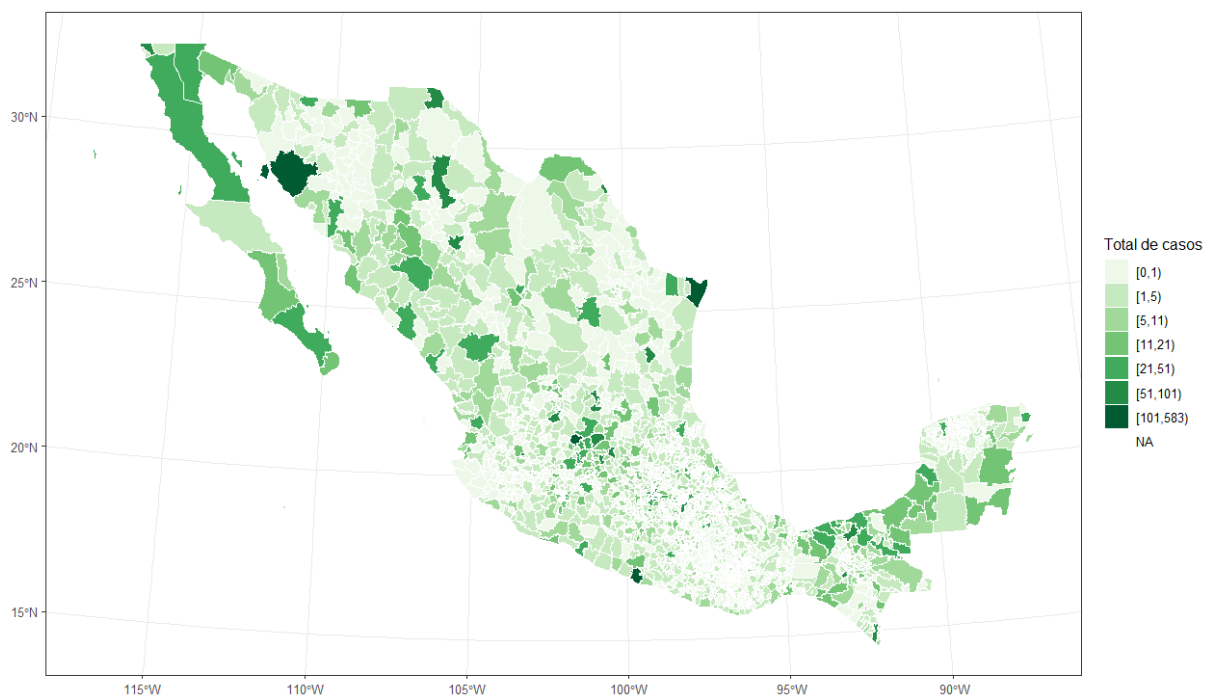 30°N
25°N
20°N
15°N
115°W
110°W
105°W
100°W
95°W
90°W
Total de casos
[0,1)
[1,5)
[5,11)
[11,21)
[21,51)
[51,101)
[101,583)
NA